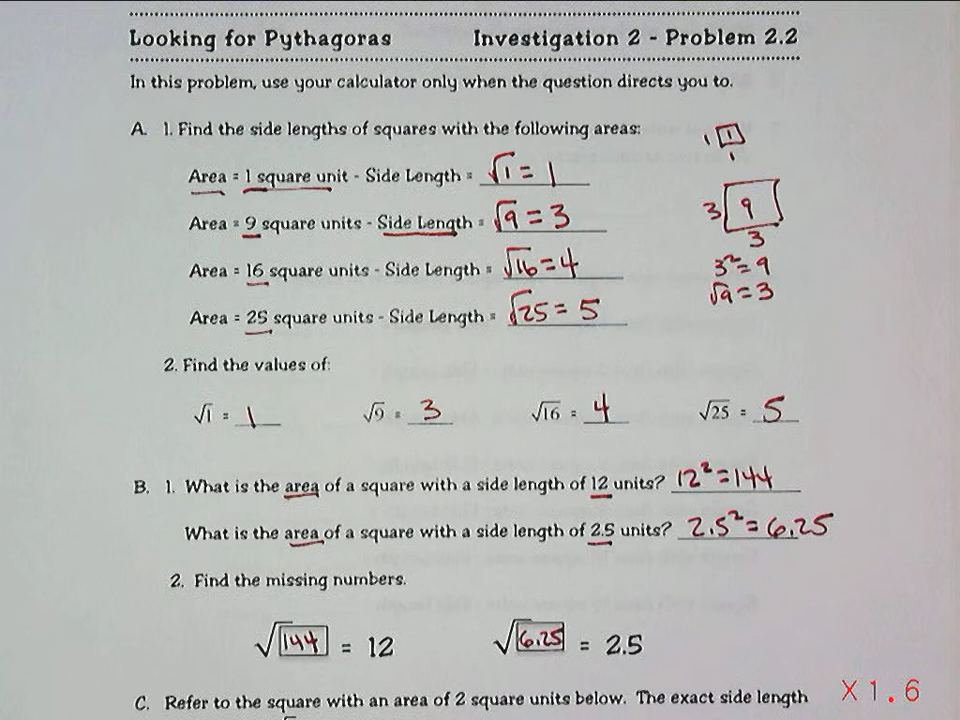 Looking for Pythagoras Investigation 2 - Problem 2.2
In this problem, use your calculator only when the question directs you to.
A. 1. Find the side lengths of squares with the following areas:
1 1
1
Area = 1 square unit - Side Length = √1 = 1
Area = 9 square units - Side Length = √9 = 3
3 9
3
Area = 16 square units - Side Length = √16 = 4
3² = 9
√9 = 3
Area = 25 square units - Side Length = √25 = 5
2. Find the values of:
√1 = 1 √9 = 3 √16 = 4 √25 = 5
B. 1. What is the area of a square with a side length of 12 units? 12² = 144
What is the area of a square with a side length of 2.5 units? 2.5² = 6.25
2. Find the missing numbers.
√144 = 12 √6.25 = 2.5
C. Refer to the square with an area of 2 square units below. The exact side length
X1.6